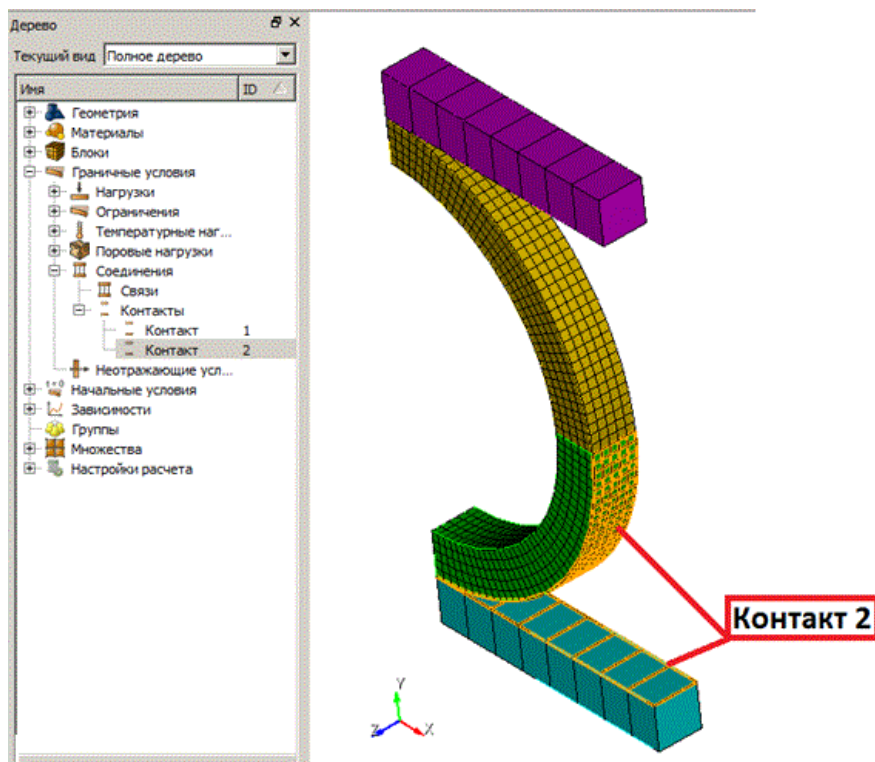 Дерево
Текущий вид Полное дерево
Имя ID
Геометрия
Материалы
Блоки
Граничные условия
Нагрузки
Ограничения
Температурные наг...
Поровые нагрузки
Соединения
Связи
Контакты
Контакт 1
Контакт 2
Неотражающие усл...
t=0
Начальные условия
Зависимости
Группы
Множества
Настройки расчета
Контакт 2
Y
Z X